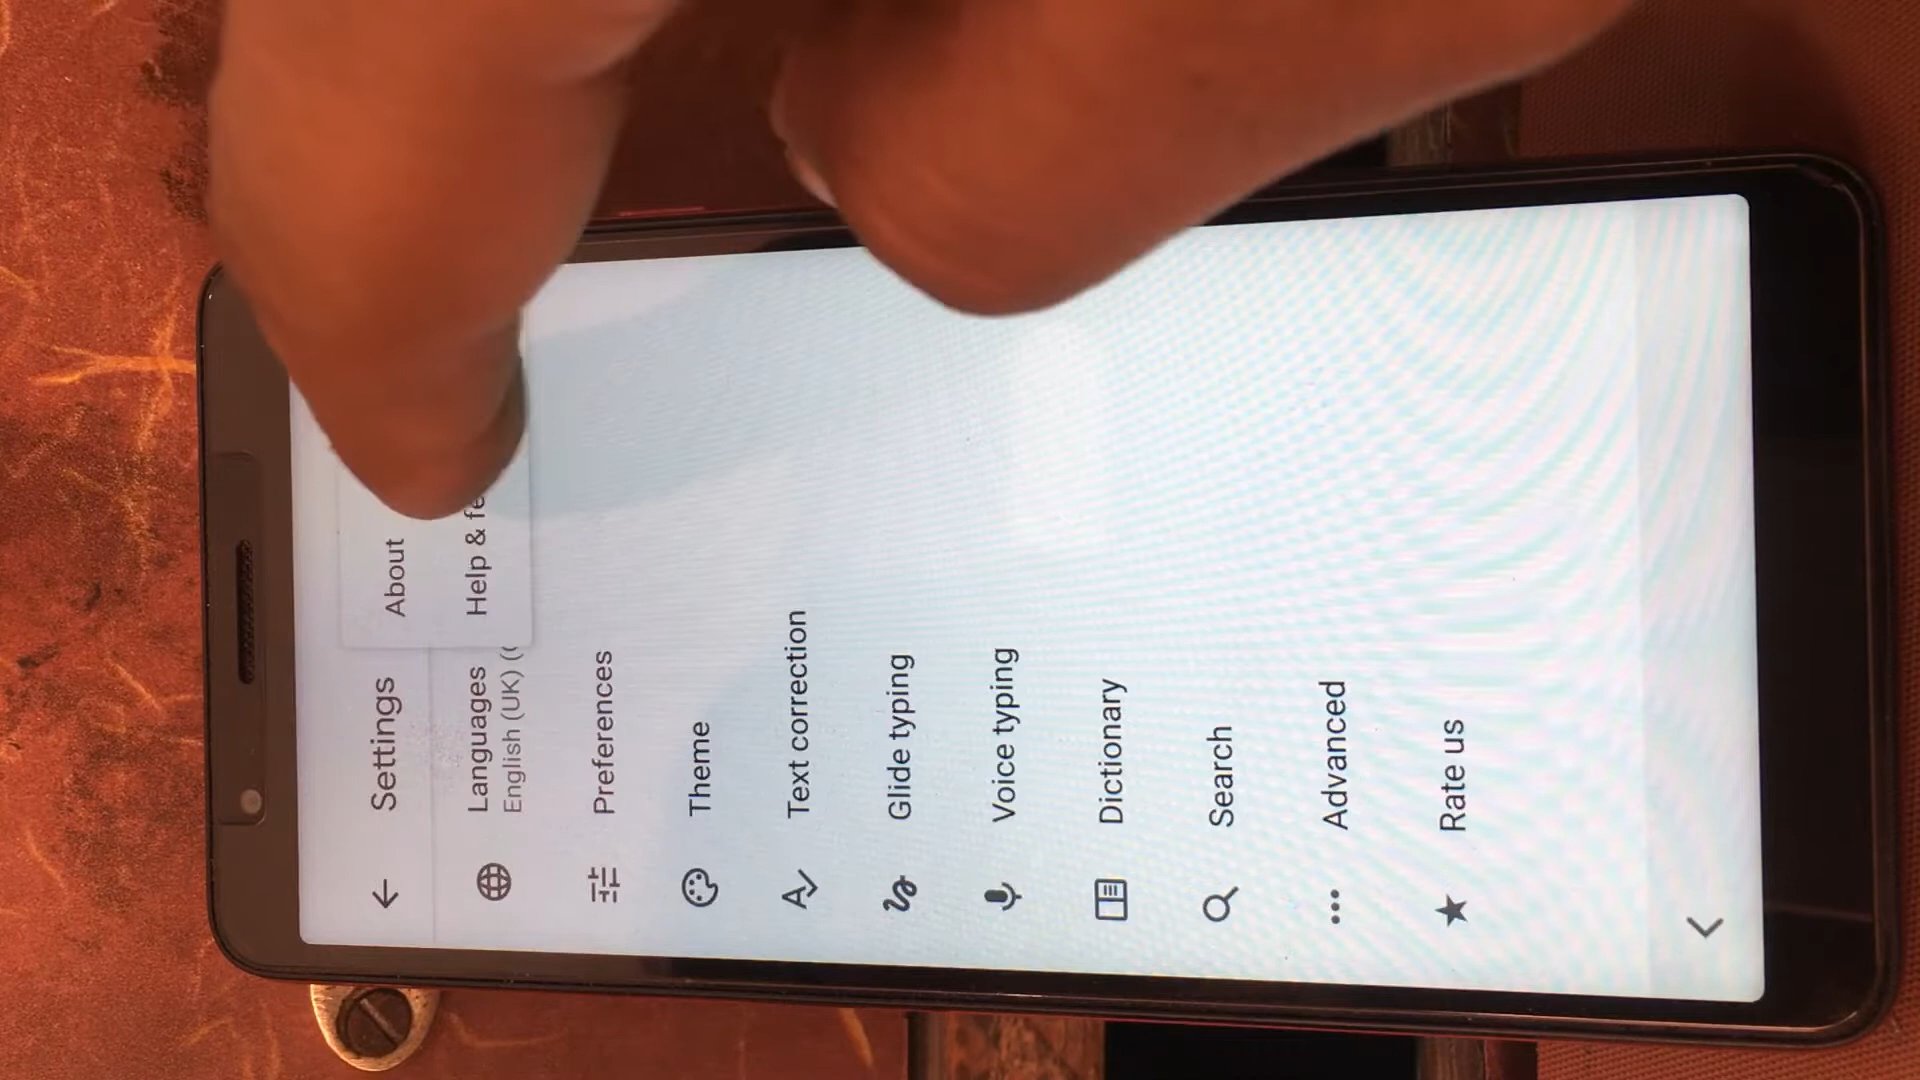 Settings
About
Help &
Languages
English (UK)
Preferences
Theme
Text correction
Glide typing
Voice typing
Dictionary
Search
Advanced
Rate us